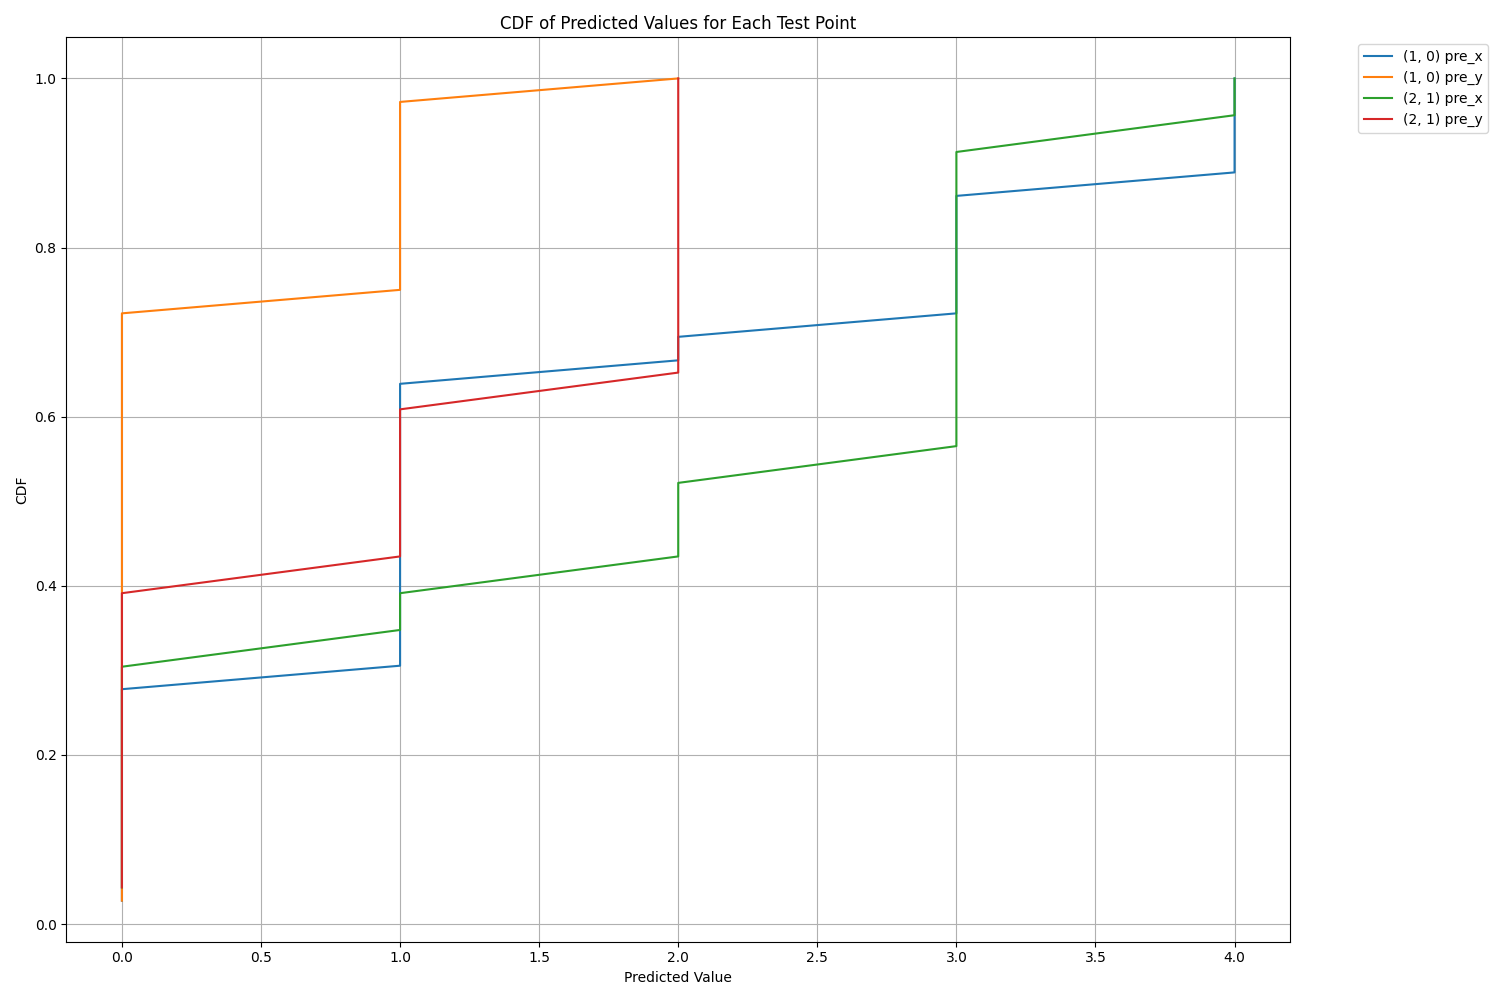 CDF of Predicted Values for Each Test Point
(1, 0) pre_x
(1, 0) pre_y
(2, 1) pre_x
(2, 1) pre_y
CDF
1.0
0.8
0.6
0.4
0.2
0.0
0.0 0.5 1.0 1.5 2.0 2.5 3.0 3.5 4.0
Predicted Value